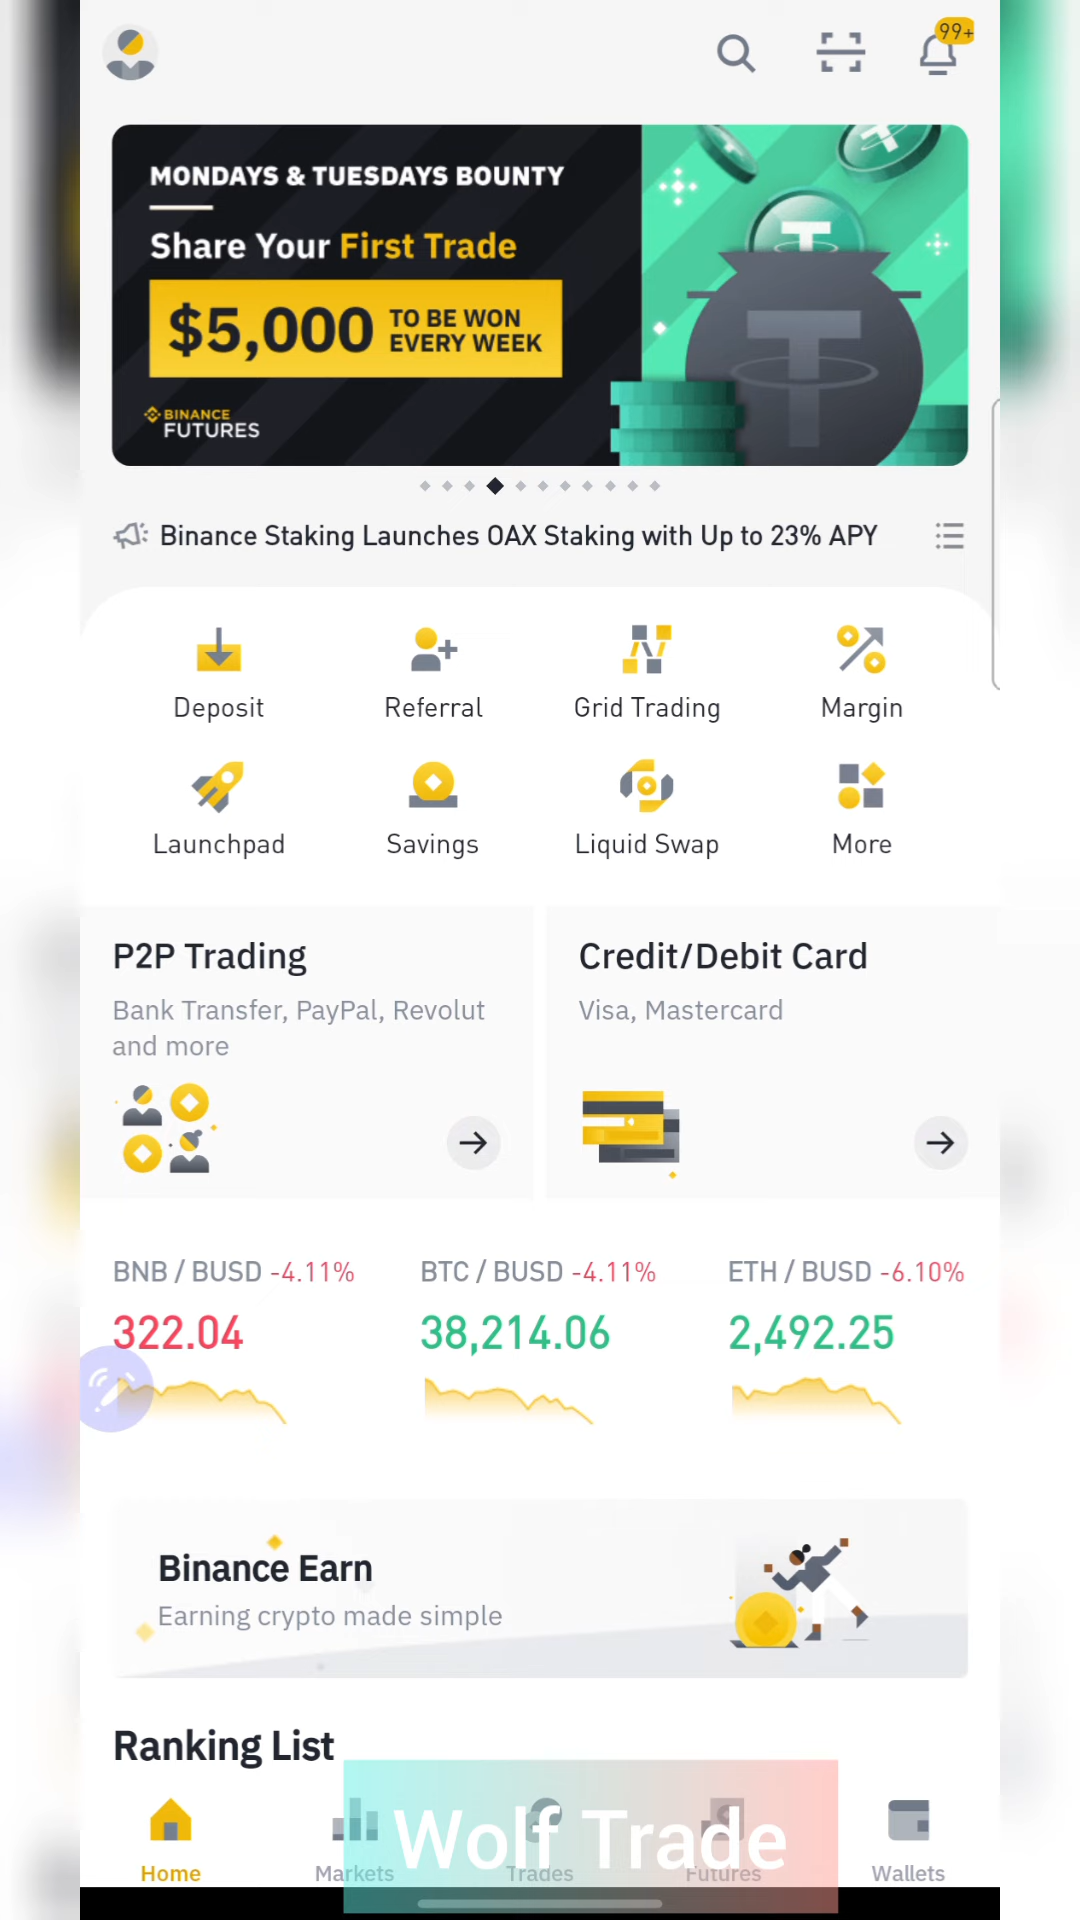 99+
MONDAYS & TUESDAYS BOUNTY
Share Your First Trade
$5,000 TO BE WON EVERY WEEK
BINANCE
FUTURES
Binance Staking Launches OAX Staking with Up to 23% APY
Deposit Referral Grid Trading Margin
Launchpad Savings Liquid Swap More
P2P Trading
Bank Transfer, PayPal, Revolut
and more
Credit/Debit Card
Visa, Mastercard
BNB / BUSD -4.11% BTC / BUSD -4.11% ETH / BUSD -6.10%
322.04 38,214.06 2,492.25
Binance Earn
Earning crypto made simple
Ranking List
Wolf Trade
Home Markets Trades Futures Wallets